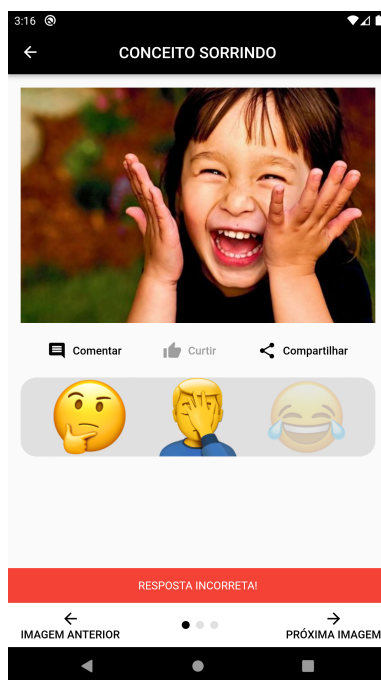 3:16
CONCEITO SORRINDO
Comentar
Curtir
Compartilhar
RESPOSTA INCORRETA!
IMAGEM ANTERIOR
PRÓXIMA IMAGEM